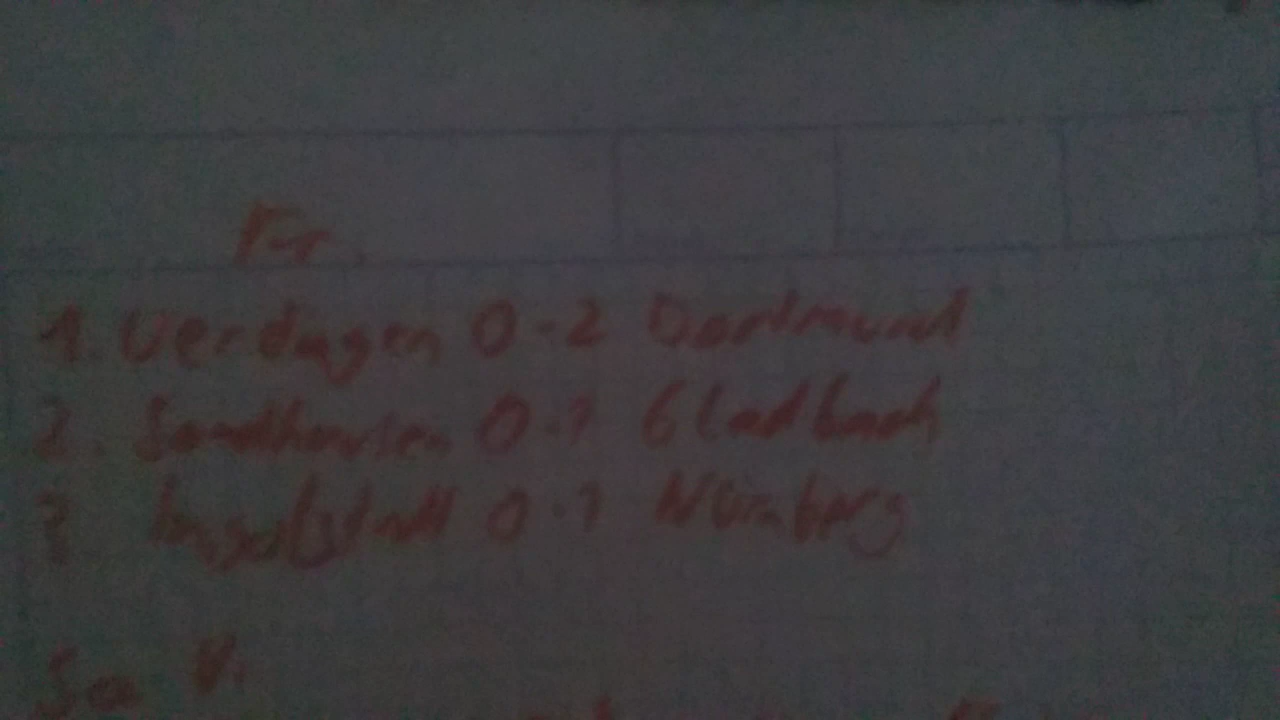 Fr.
1. Uerdingen 0-2 Dortmund
2. Sandhausen 0-1 Gladbach
3 Ingolstadt 0-1 Nürnberg
Sa